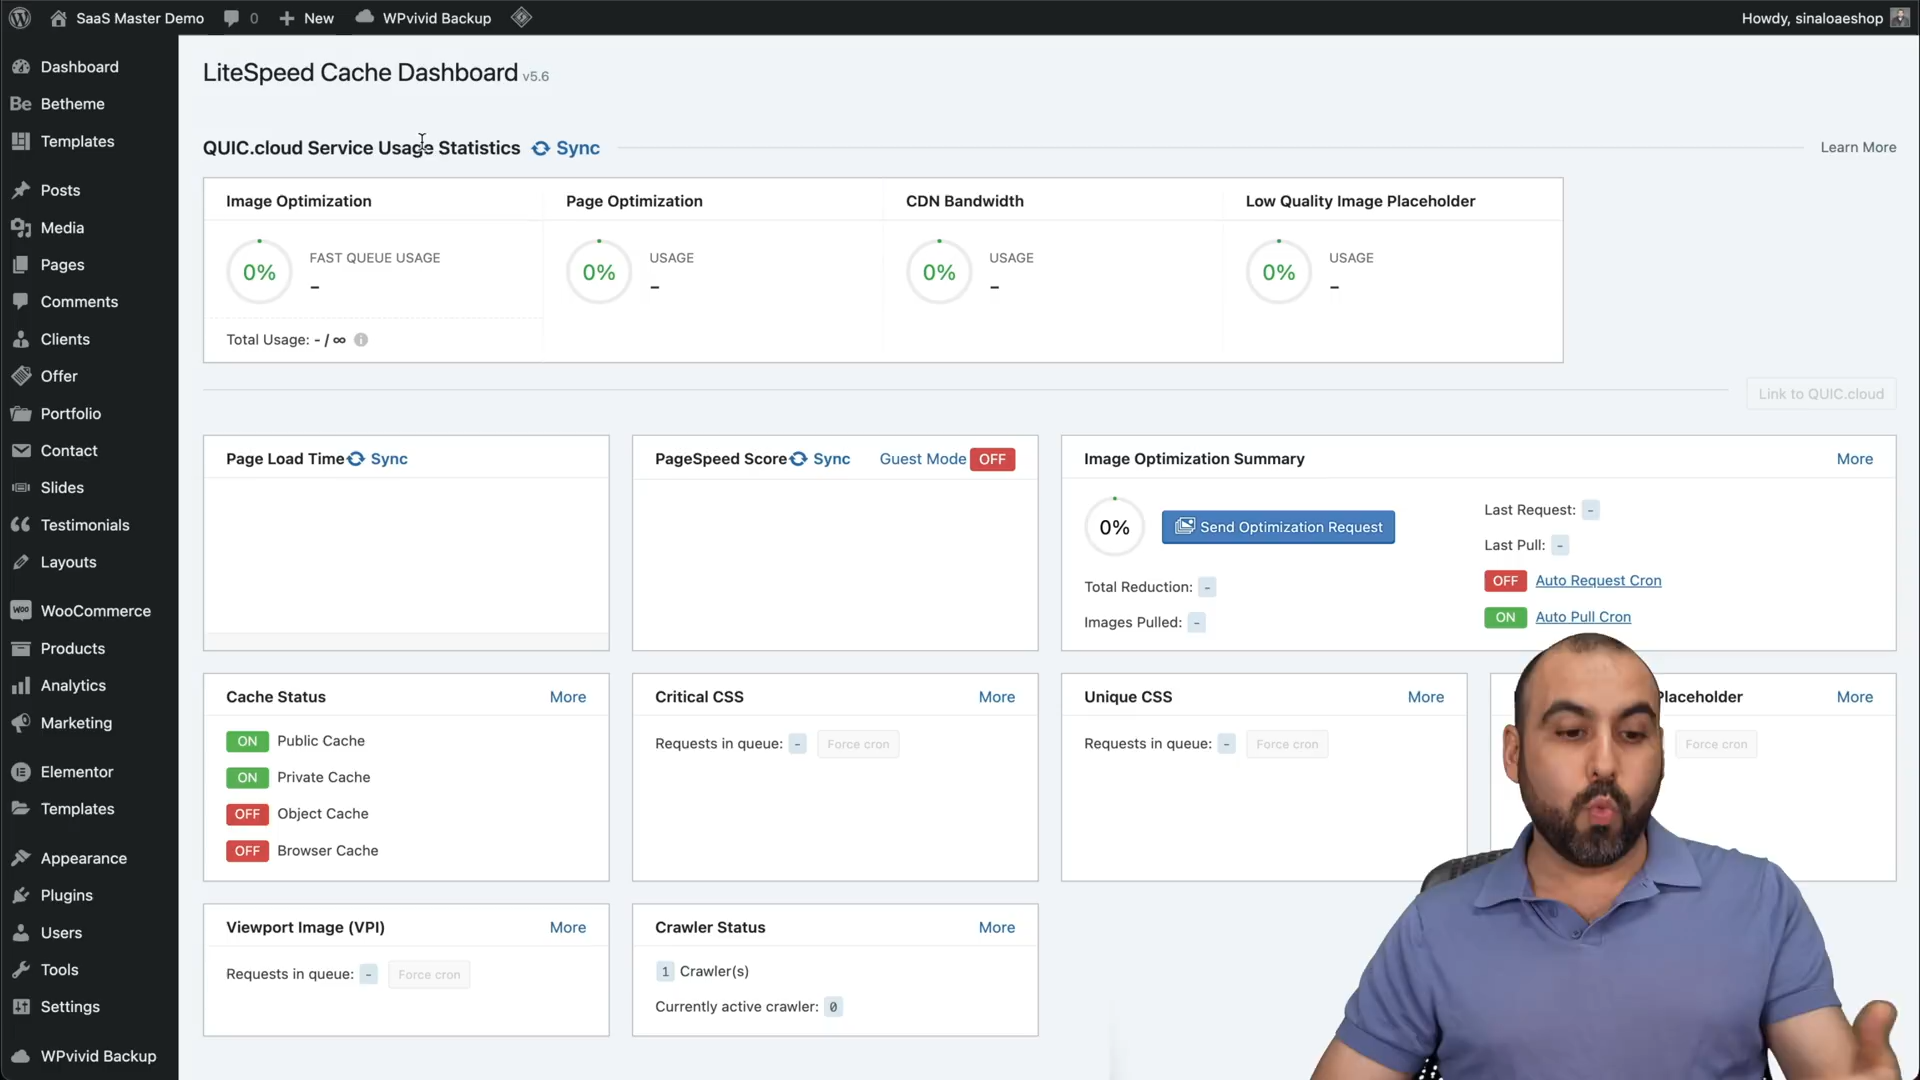 SaaS Master Demo 0 New WPvivid Backup Howdy, sinaloaeshop
Dashboard
Be Betheme
Templates
Posts
Media
Pages
Comments
Clients
Offer
Portfolio
Contact
Slides
Testimonials
Layouts
WooCommerce
Products
Analytics
Marketing
Elementor
Templates
Appearance
Plugins
Users
Tools
Settings
WPvivid Backup
LiteSpeed Cache Dashboard v5.6
QUIC.cloud Service Usage Statistics Sync Learn More
Image Optimization
0%
FAST QUEUE USAGE
-
Total Usage: - / ∞
Page Optimization
0%
USAGE
-
CDN Bandwidth
0%
USAGE
-
Low Quality Image Placeholder
0%
USAGE
-
Link to QUIC.cloud
Page Load Time Sync
PageSpeed Score Sync Guest Mode OFF
Image Optimization Summary More
0% Send Optimization Request
Total Reduction: -
Images Pulled: -
Last Request: -
Last Pull: -
OFF Auto Request Cron
ON Auto Pull Cron
Cache Status More
ON Public Cache
ON Private Cache
OFF Object Cache
OFF Browser Cache
Critical CSS More
Requests in queue: - Force cron
Unique CSS More
Requests in queue: - Force cron
Placeholder More
Force cron
Viewport Image (VPI) More
Requests in queue: - Force cron
Crawler Status More
1 Crawler(s)
Currently active crawler: 0